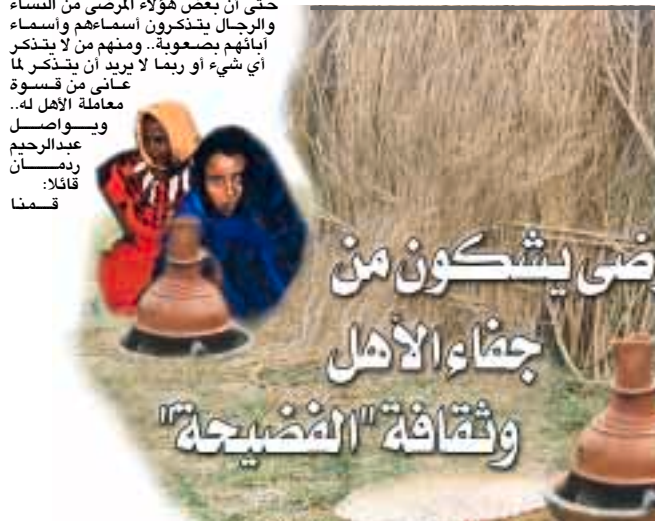 حتى أن بعض هؤلاء المرضى من النساء
والرجال يتذكرون أسماءهم وأسماء
آبائهم بصعوبة.. ومنهم من لا يتذكر
أي شيء أو ربما لا يريد أن يتذكر لما
عانى من قسوة
معاملة الأهل له..
ويواصل
عبدالرحيم
ردمان
قائلا:
قمنا
يشكون من
جفاء الأهل
وثقافة "الفضيحة"